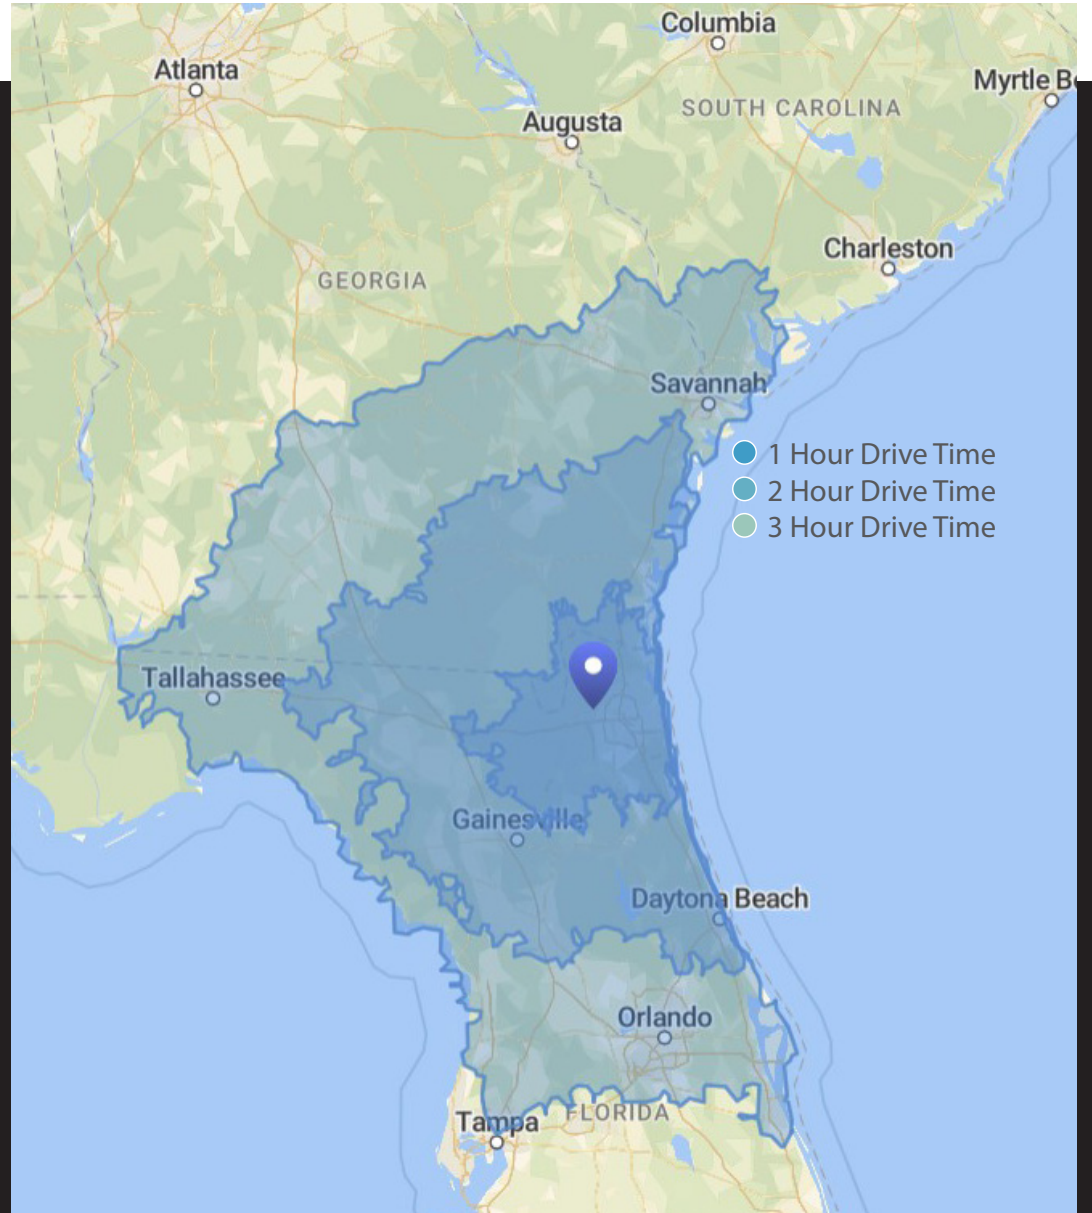 Columbia
Atlanta
Myrtle Be
SOUTH CAROLINA
Augusta
Charleston
GEORGIA
Savannah
1 Hour Drive Time
2 Hour Drive Time
3 Hour Drive Time
Tallahassee
Gainesville
Daytona Beach
Orlando
FLORIDA
Tampa